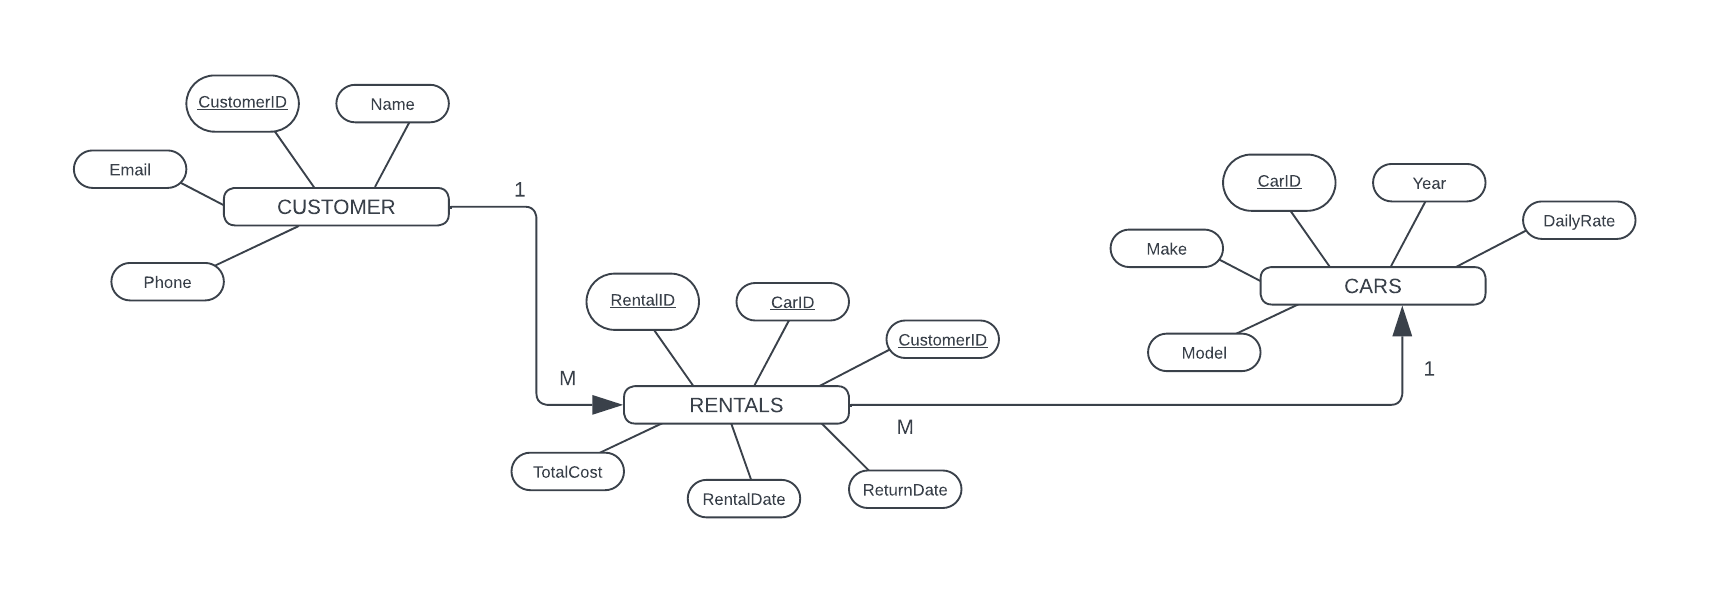 CustomerID
Name
Email
CUSTOMER
Phone
1
M
RentalID
CarID
CustomerID
RENTALS
M
TotalCost
RentalDate
ReturnDate
CarID
Year
DailyRate
Make
CARS
Model
1